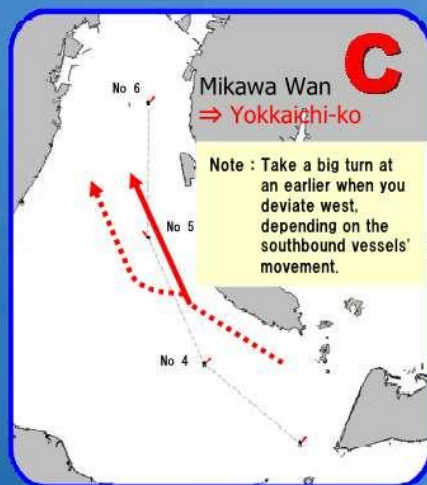 C
No 6
Mikawa Wan
⇒ Yokkaichi-ko
Note : Take a big turn at
an earlier when you
deviate west,
depending on the
southbound vessels'
movement.
No 5
No 4